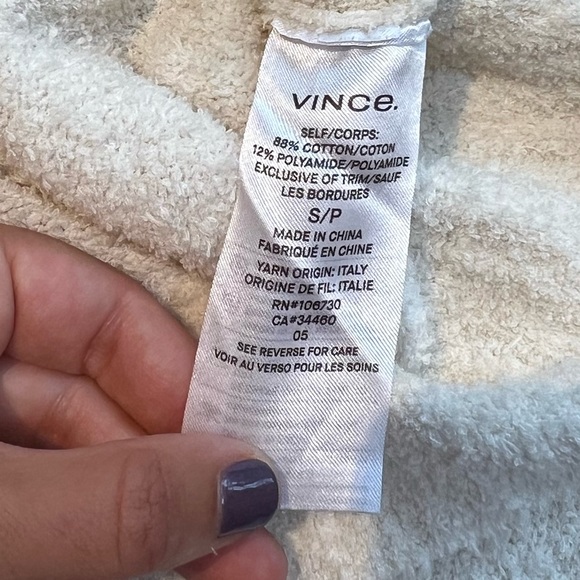 VINCE.
SELF/CORPS:
88% COTTON/COTON
12% POLYAMIDE/POLYAMIDE
EXCLUSIVE OF TRIM/SAUF
LES BORDURES
S/P
MADE IN CHINA
FABRIQUÉ EN CHINE
YARN ORIGIN: ITALY
ORIGINE DE FIL: ITALIE
RN#106730
CA#34460
05
SEE REVERSE FOR CARE
VOIR AU VERSO POUR LES SOINS